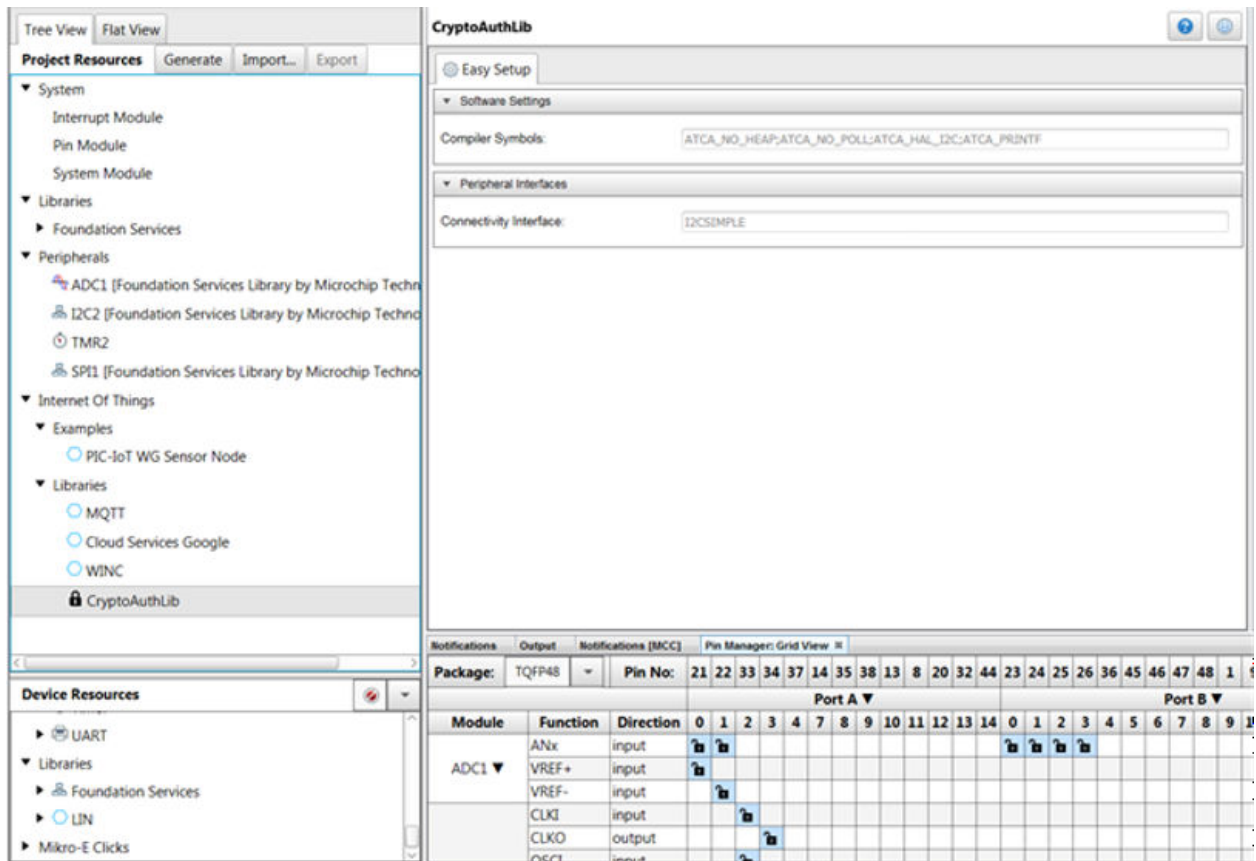 Tree View Flat View
Project Resources Generate Import... Export
System
Interrupt Module
Pin Module
System Module
Libraries
Foundation Services
Peripherals
ADC1 [Foundation Services Library by Microchip Techn
I2C2 [Foundation Services Library by Microchip Techno
TMR2
SPI1 [Foundation Services Library by Microchip Techno
Internet Of Things
Examples
PIC-IoT WG Sensor Node
Libraries
MQTT
Cloud Services Google
WINC
CryptoAuthLib
Device Resources
UART
Libraries
Foundation Services
LIN
Mikro-E Clicks
CryptoAuthLib
Easy Setup
Software Settings
Compiler Symbols: ATCA_NO_HEAP;ATCA_NO_POLL;ATCA_HAL_I2C;ATCA_PRINTF
Peripheral Interfaces
Connectivity Interface: I2CSIMPLE
Notifications Output Notifications [MCC] Pin Manager: Grid View
Package: TQFP48 Pin No: 21 22 33 34 37 14 35 38 13 8 20 32 44 23 24 25 26 36 45 46 47 48 1
Port A ▼ Port B ▼
Module Function Direction 0 1 2 3 4 7 8 9 10 11 12 13 14 0 1 2 3 4 5 6 7 8 9
ANx input
ADC1 ▼ VREF+ input
VREF- input
CLKI input
CLKO output
OSCI input